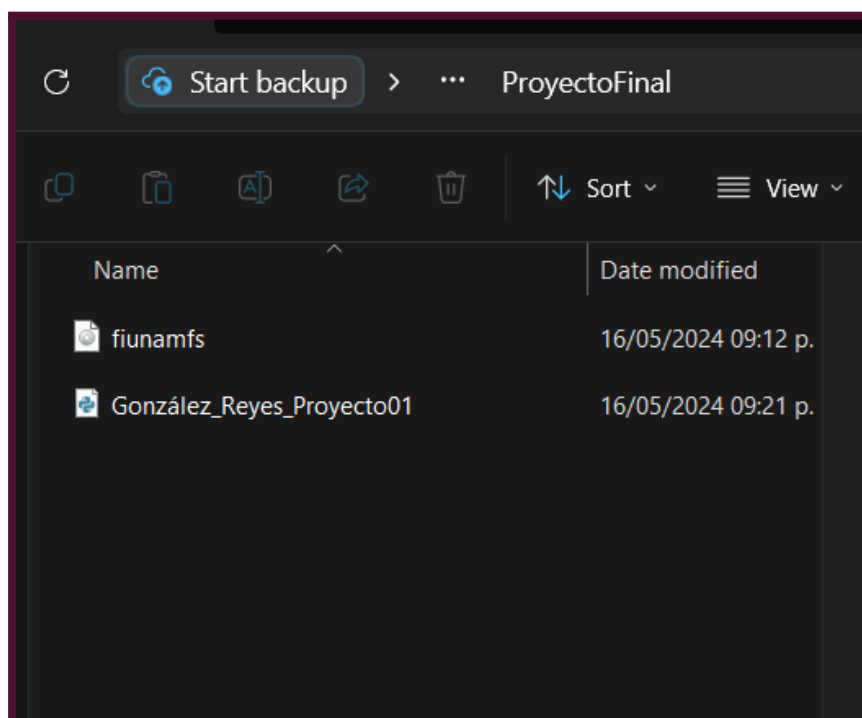 Start backup > ... ProyectoFinal
Sort View
Name Date modified
fiunamfs 16/05/2024 09:12 p.
González_Reyes_Proyecto01 16/05/2024 09:21 p.